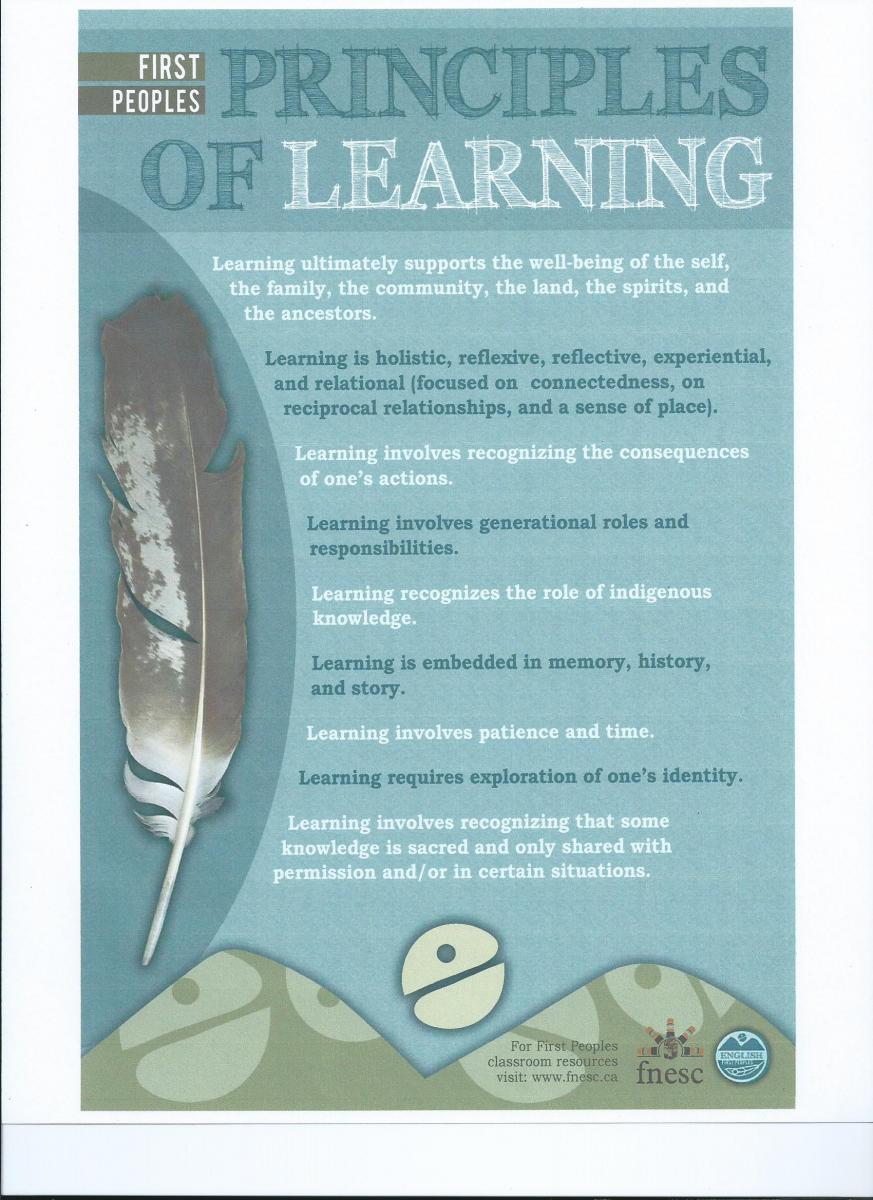 FIRST
PEOPLES
PRINCIPLES
OF LEARNING
Learning ultimately supports the well-being of the self,
the family, the community, the land, the spirits, and
the ancestors.
Learning is holistic, reflexive, reflective, experiential,
and relational (focused on connectedness, on
reciprocal relationships, and a sense of place).
Learning involves recognizing the consequences
of one's actions.
Learning involves generational roles and
responsibilities.
Learning recognizes the role of indigenous
knowledge.
Learning is embedded in memory, history,
and story.
Learning involves patience and time.
Learning requires exploration of one's identity.
Learning involves recognizing that some
knowledge is sacred and only shared with
permission and/or in certain situations.
For First Peoples
classroom resources
visit: www.fnesc.ca
fnesc
ENGLISH
FIRST PEOPLES